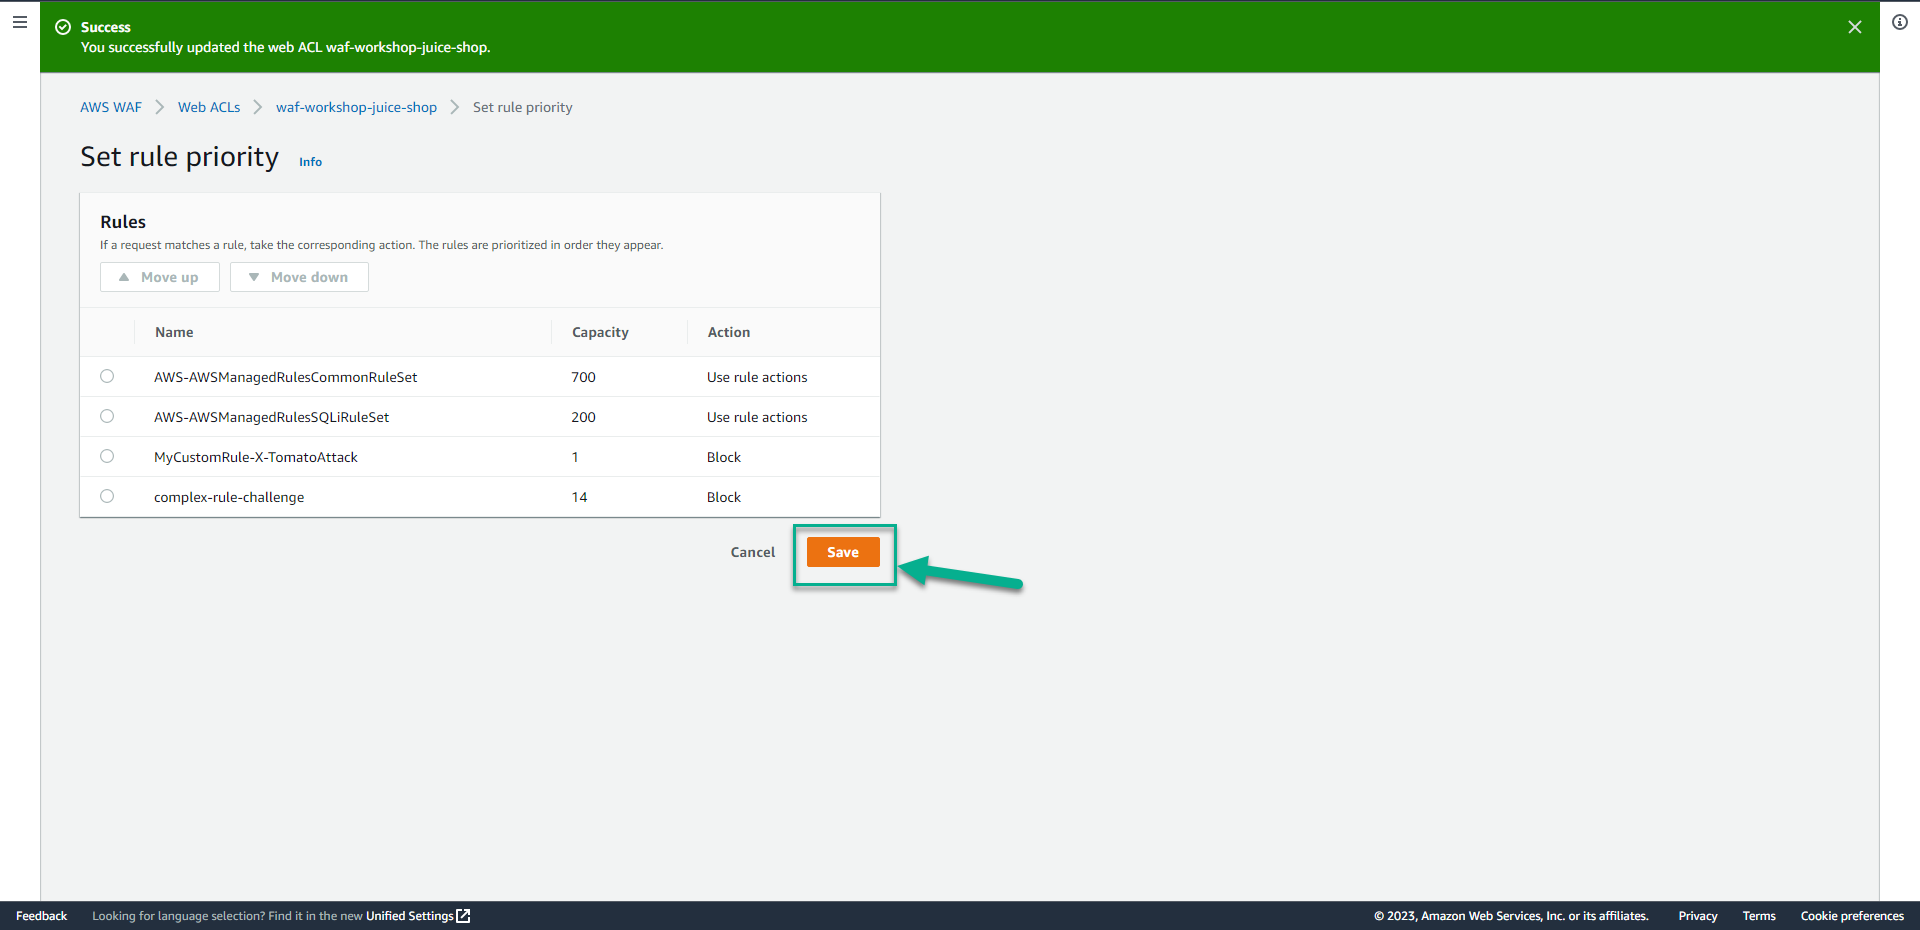 Success
You successfully updated the web ACL waf-workshop-juice-shop.
AWS WAF Web ACLs waf-workshop-juice-shop Set rule priority
Set rule priority Info
Rules
If a request matches a rule, take the corresponding action. The rules are prioritized in order they appear.
Move up Move down
Name Capacity Action
AWS-AWSManagedRulesCommonRuleSet 700 Use rule actions
AWS-AWSManagedRulesSQLiRuleSet 200 Use rule actions
MyCustomRule-X-TomatoAttack 1 Block
complex-rule-challenge 14 Block
Cancel Save
Feedback Looking for language selection? Find it in the new Unified Settings © 2023, Amazon Web Services, Inc. or its affiliates. Privacy Terms Cookie preferences